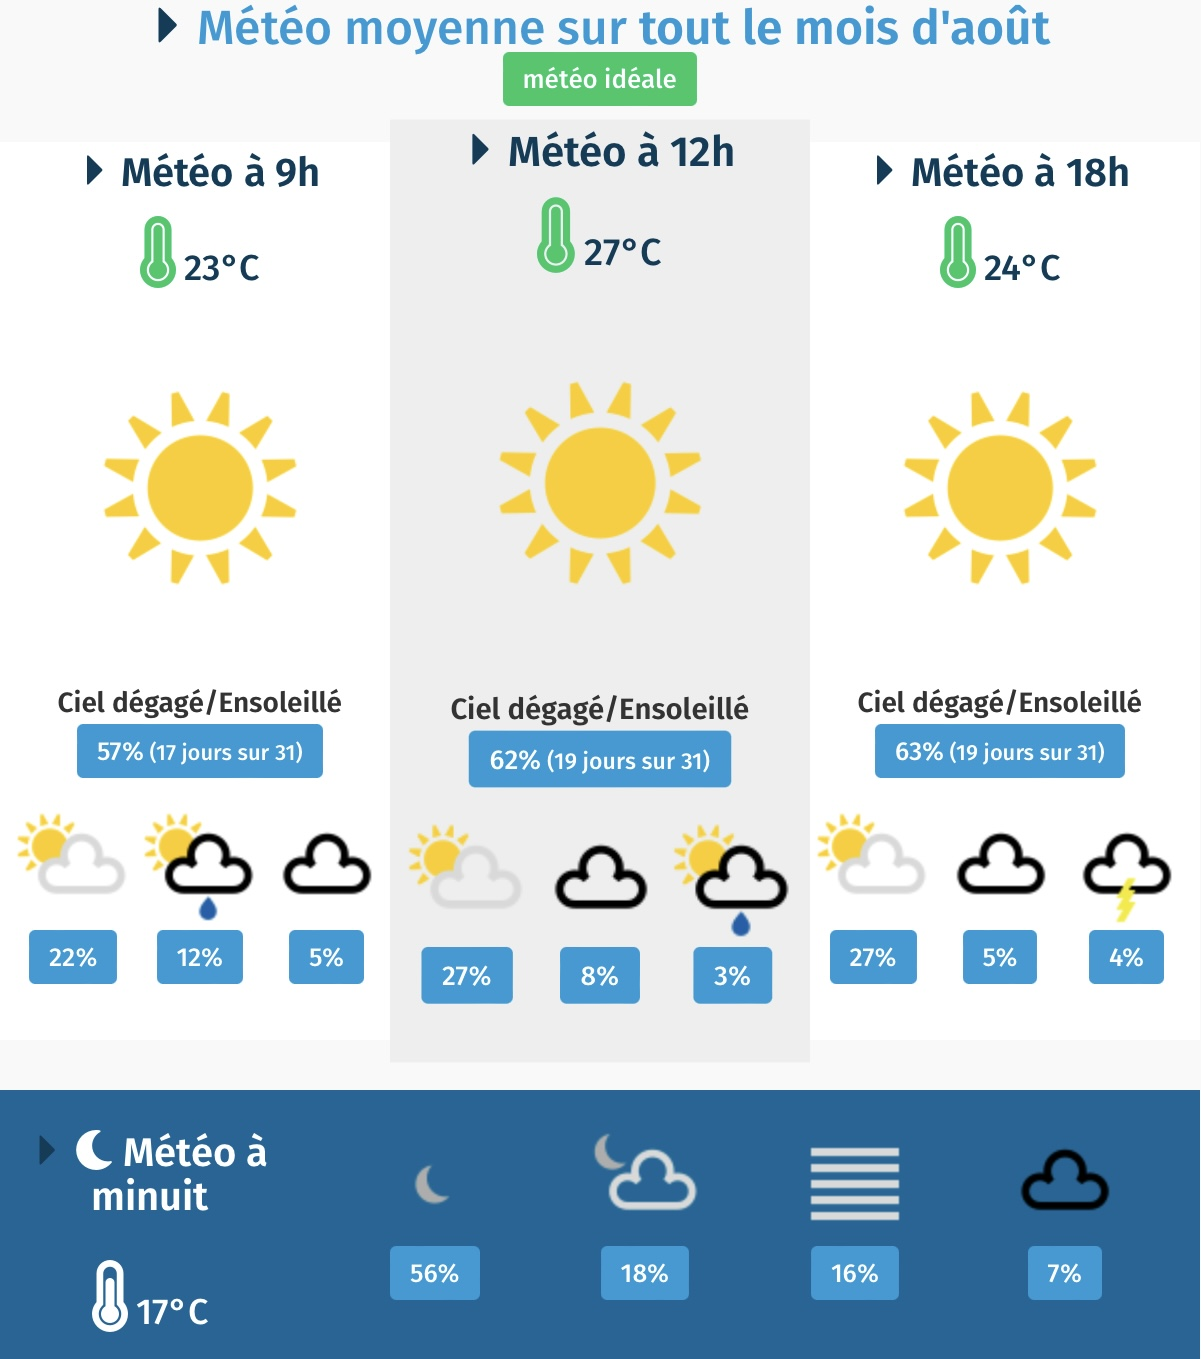 Météo moyenne sur tout le mois d'août
météo idéale
Météo à 9h
23°C
Ciel dégagé/Ensoleillé
57% (17 jours sur 31)
22% 12% 5%
Météo à 12h
27°C
Ciel dégagé/Ensoleillé
62% (19 jours sur 31)
27% 8% 3%
Météo à 18h
24°C
Ciel dégagé/Ensoleillé
63% (19 jours sur 31)
27% 5% 4%
Météo à
minuit
17°C
56% 18% 16% 7%